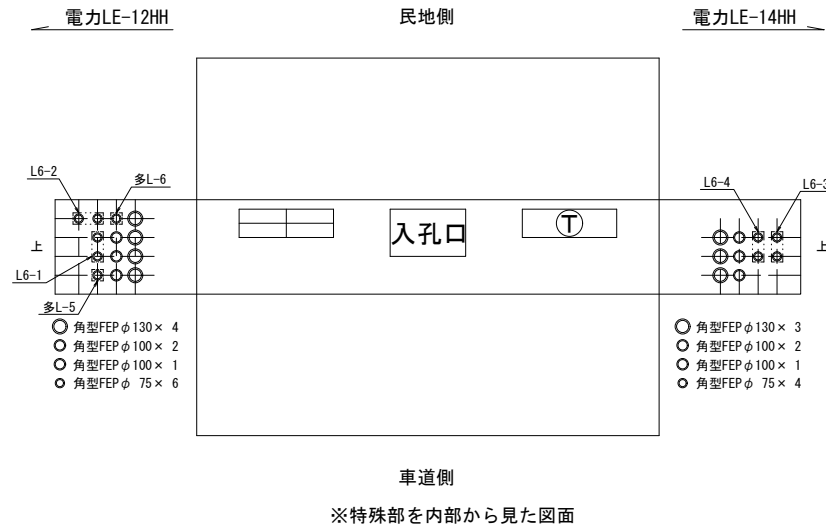 電力LE-12HH
民地側
電力LE-14HH
L6-2
多L-6
L6-4
L6-3
入孔口
T
上
上
L6-1
多L-5
角型FEPφ130× 4
角型FEPφ100× 2
角型FEPφ100× 1
角型FEPφ 75× 6
角型FEPφ130× 3
角型FEPφ100× 2
角型FEPφ100× 1
角型FEPφ 75× 4
車道側
※特殊部を内部から見た図面